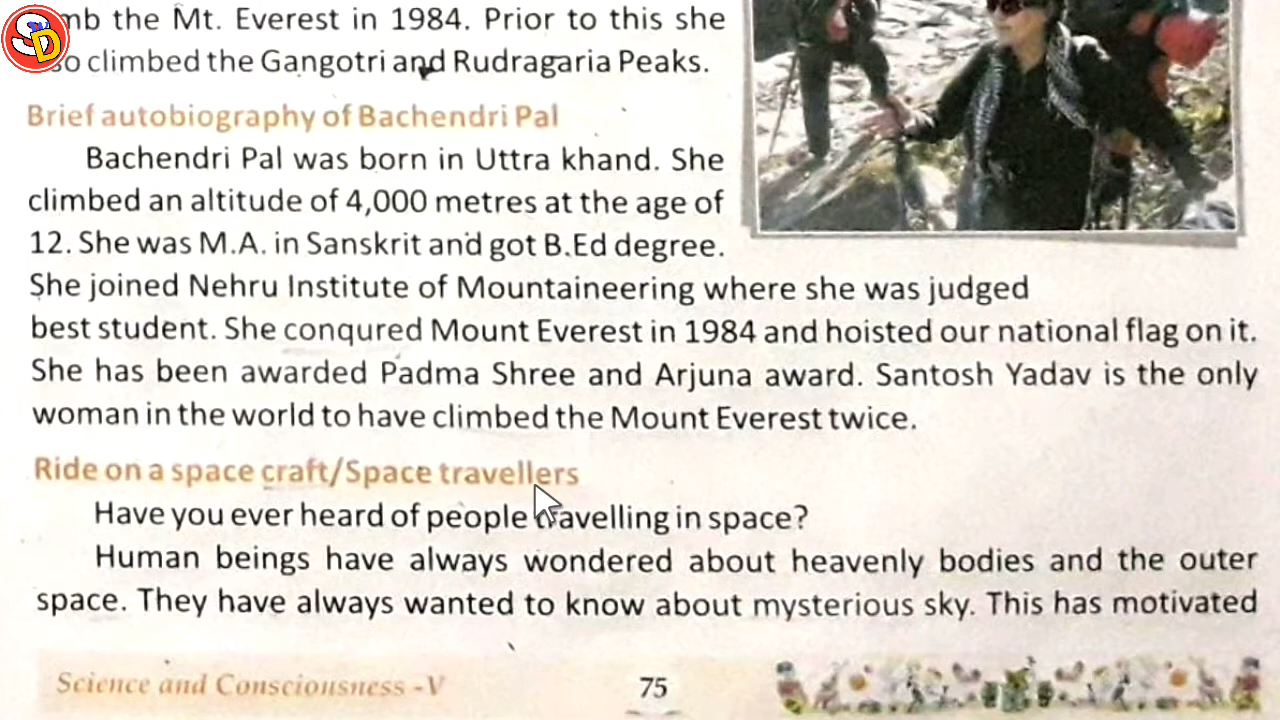 mb the Mt. Everest in 1984. Prior to this she
so climbed the Gangotri and Rudragaria Peaks.
Brief autobiography of Bachendri Pal
Bachendri Pal was born in Uttra khand. She
climbed an altitude of 4,000 metres at the age of
12. She was M.A. in Sanskrit and got B.Ed degree.
She joined Nehru Institute of Mountaineering where she was judged
best student. She conqured Mount Everest in 1984 and hoisted our national flag on it.
She has been awarded Padma Shree and Arjuna award. Santosh Yadav is the only
woman in the world to have climbed the Mount Everest twice.
Ride on a space craft/Space travellers
Have you ever heard of people travelling in space?
Human beings have always wondered about heavenly bodies and the outer
space. They have always wanted to know about mysterious sky. This has motivated
Science and Consciousness -V
75
SD